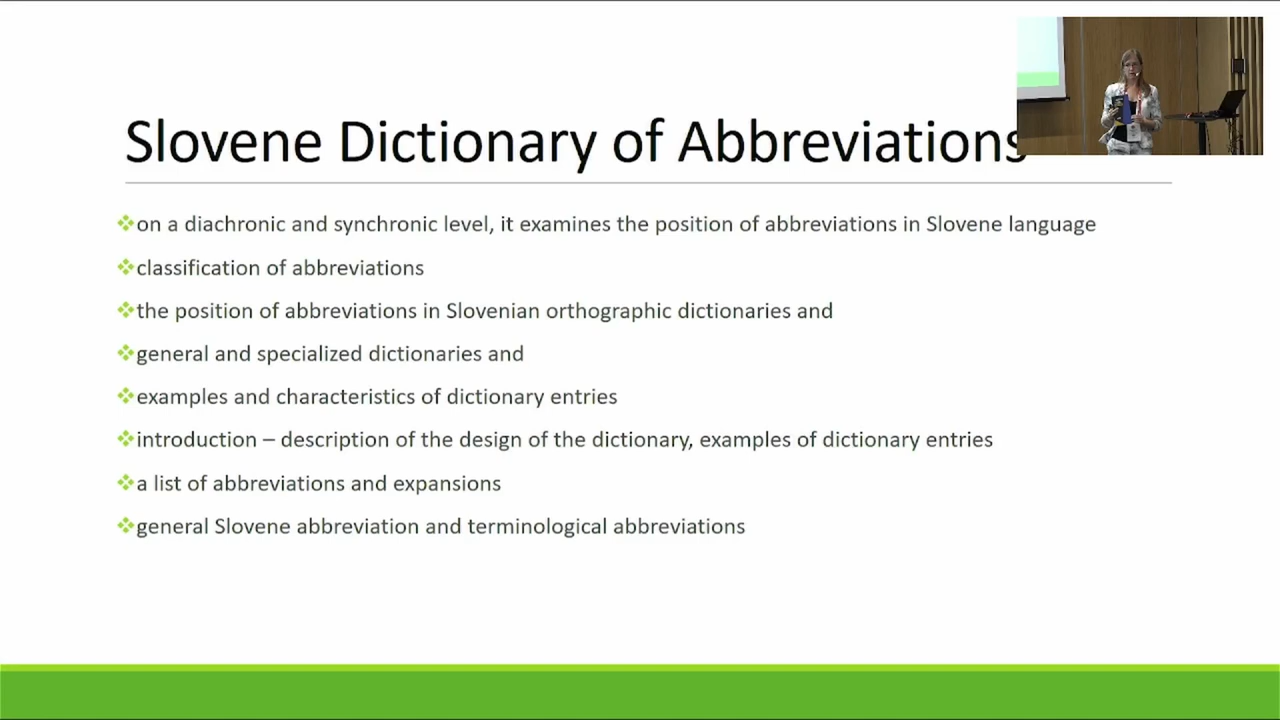 Slovene Dictionary of Abbreviations
on a diachronic and synchronic level, it examines the position of abbreviations in Slovene language
classification of abbreviations
the position of abbreviations in Slovenian orthographic dictionaries and
general and specialized dictionaries and
examples and characteristics of dictionary entries
introduction – description of the design of the dictionary, examples of dictionary entries
a list of abbreviations and expansions
general Slovene abbreviation and terminological abbreviations